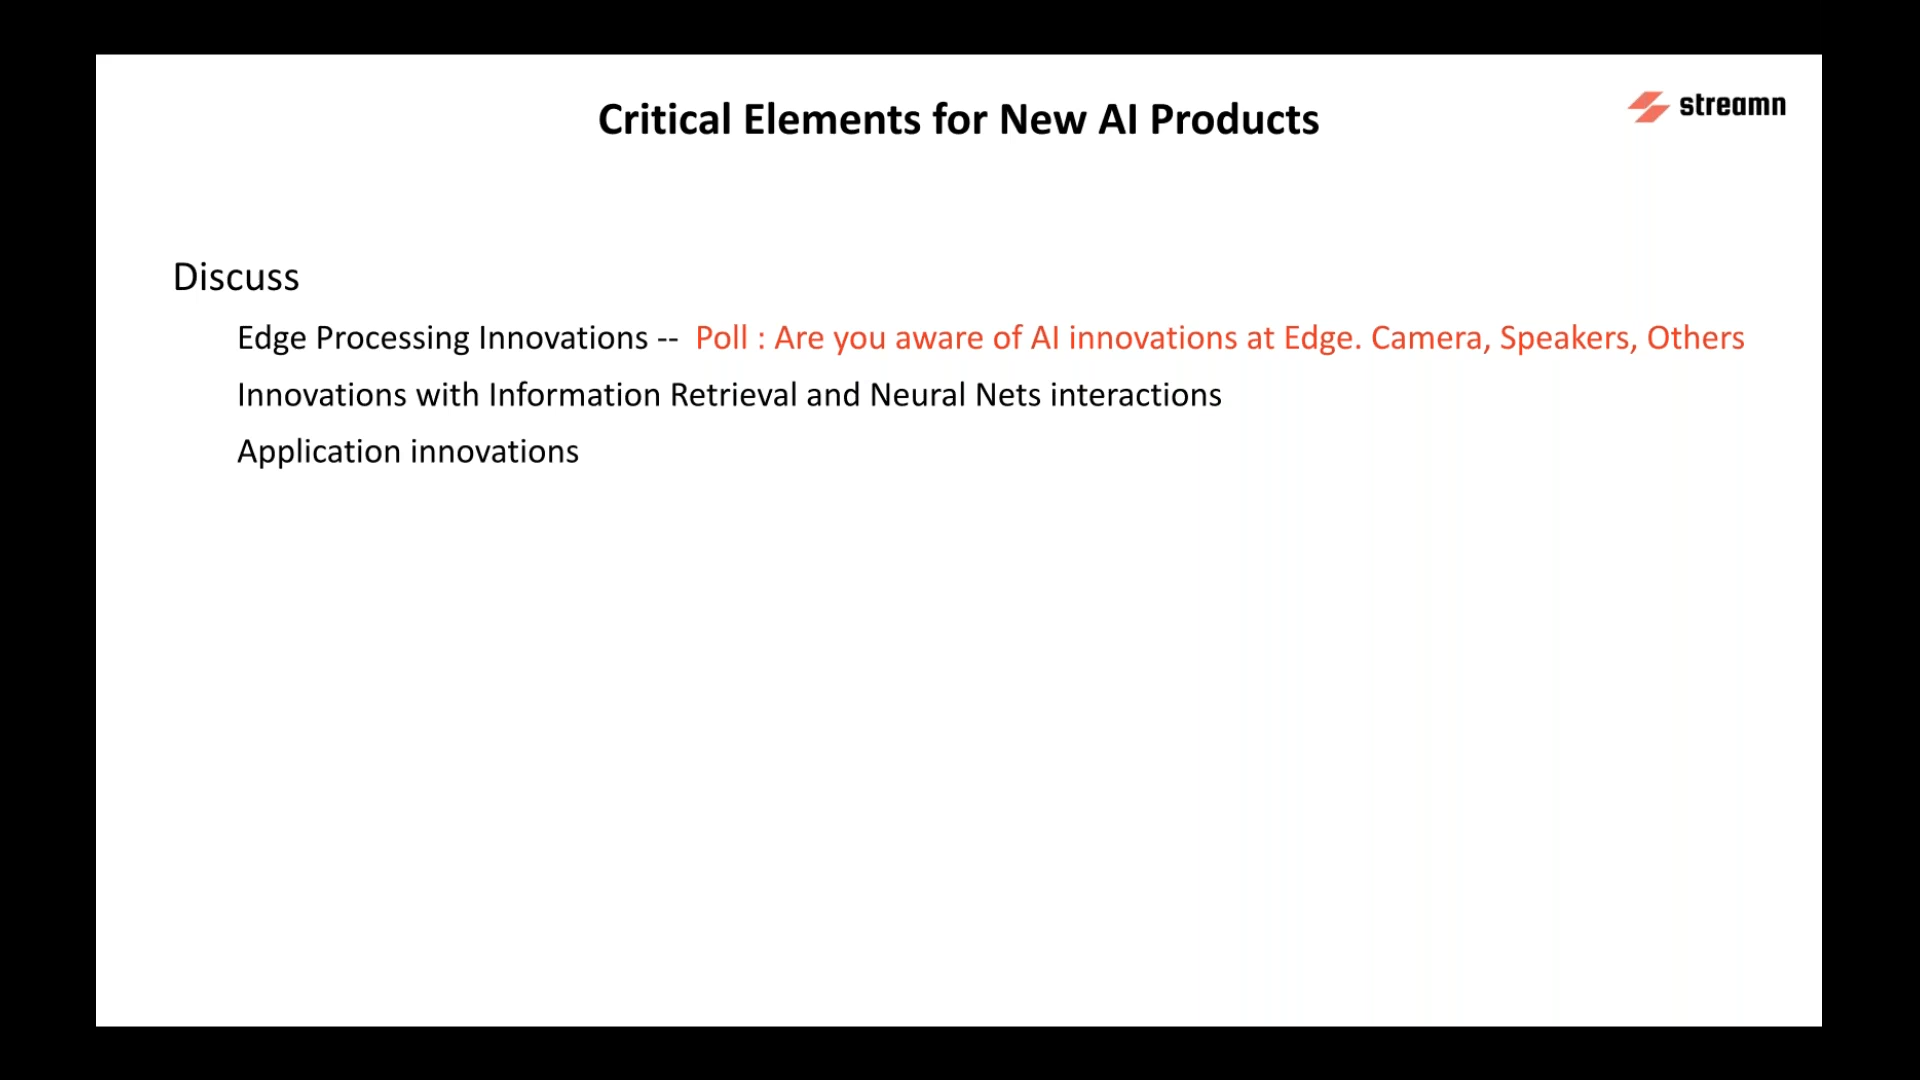 Critical Elements for New AI Products
streamn
Discuss
Edge Processing Innovations -- Poll : Are you aware of AI innovations at Edge. Camera, Speakers, Others
Innovations with Information Retrieval and Neural Nets interactions
Application innovations